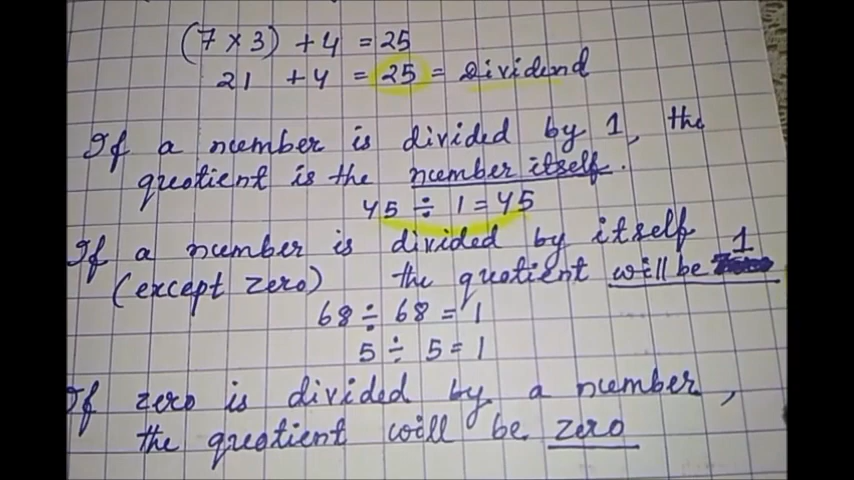 (7 × 3) + 4 = 25
21 + 4 = 25 = Dividend
If a number is divided by 1, the
quotient is the number itself.
45 ÷ 1 = 45
If a number is divided by itself
(except zero) the quotient will be 1
68 ÷ 68 = 1
5 ÷ 5 = 1
If zero is divided by a number,
the quotient will be zero